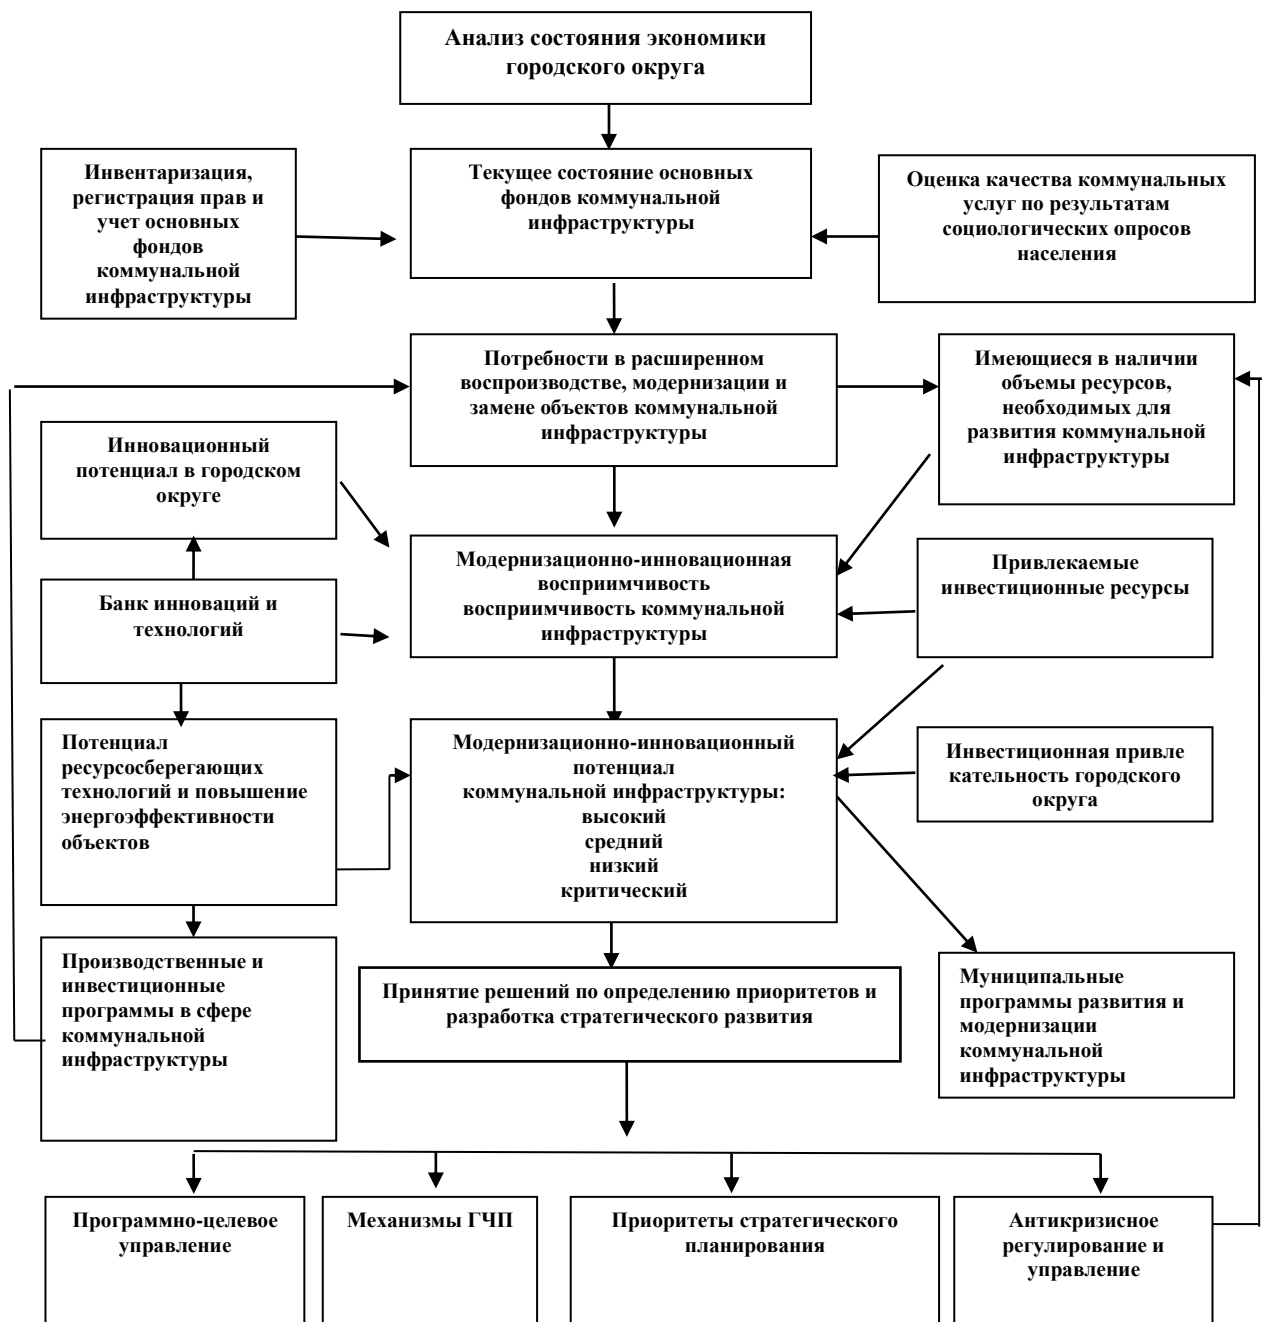 Анализ состояния экономики
городского округа
Инвентаризация,
регистрация прав и
учет основных
фондов
коммунальной
инфраструктуры
Текущее состояние основных
фондов коммунальной
инфраструктуры
Оценка качества коммунальных
услуг по результатам
социологических опросов
населения
Потребности в расширенном
воспроизводстве, модернизации и
замене объектов коммунальной
инфраструктуры
Имеющиеся в наличии
объемы ресурсов,
необходимых для
развития коммунальной
инфраструктуры
Инновационный
потенциал в городском
округе
Модернизационно-инновационная
восприимчивость
восприимчивость коммунальной
инфраструктуры
Привлекаемые
инвестиционные ресурсы
Банк инноваций и
технологий
Потенциал
ресурсосберегающих
технологий и повышение
энергоэффективности
объектов
Модернизационно-инновационный
потенциал
коммунальной инфраструктуры:
высокий
средний
низкий
критический
Инвестиционная привле
кательность городского
округа
Производственные и
инвестиционные
программы в сфере
коммунальной
инфраструктуры
Принятие решений по определению приоритетов и
разработка стратегического развития
Муниципальные
программы развития и
модернизации
коммунальной
инфраструктуры
Программно-целевое
управление
Механизмы ГЧП
Приоритеты стратегического
планирования
Антикризисное
регулирование и
управление